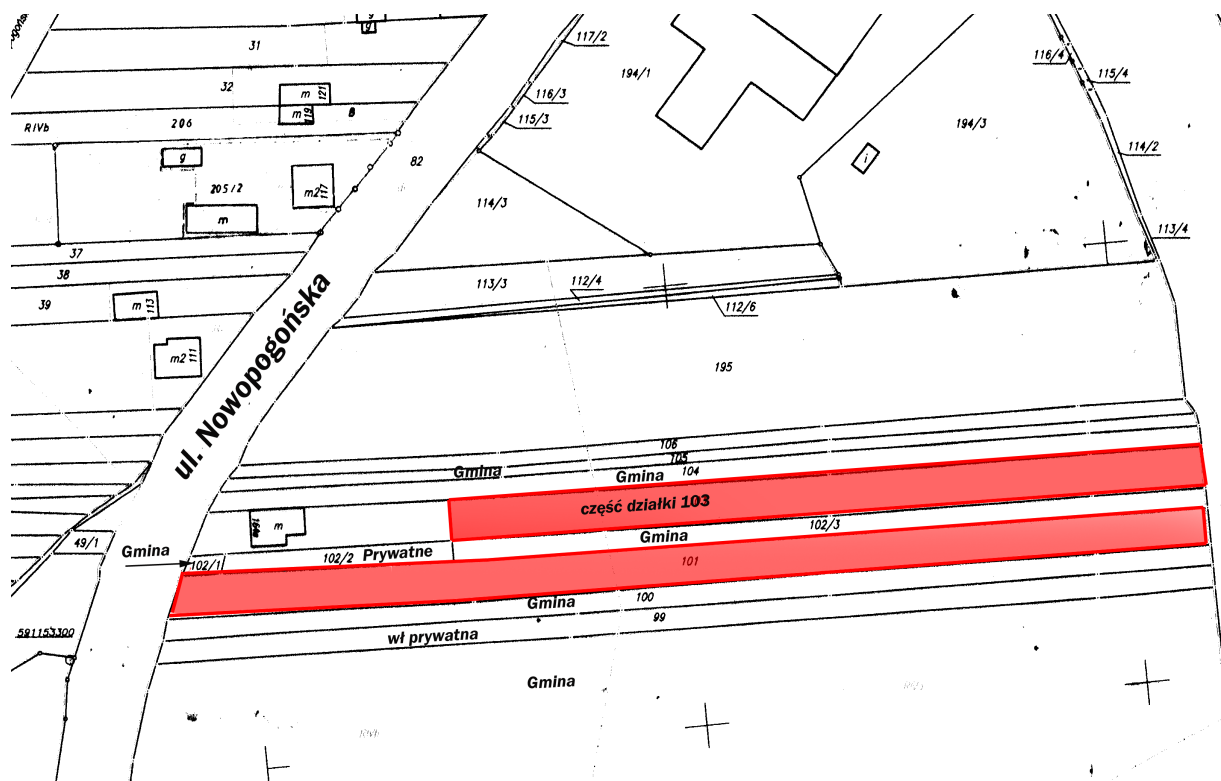 g
g
31
117/2
194/1
116/4
115/4
32
m 121
116/3
m 119
B
RIVb
206
115/3
194/3
82
114/2
g
i
205/2
m2 117
114/3
m
113/4
37
38
113/3
112/4
39
m 113
112/6
ul. Nowopogońska
m2 111
195
106
105
Gmina
Gmina
104
część działki 103
m
102/3
Gmina
49/1
Gmina
102/1
102/2
Prywatne
101
Gmina
100
99
591153300
wł prywatna
Gmina